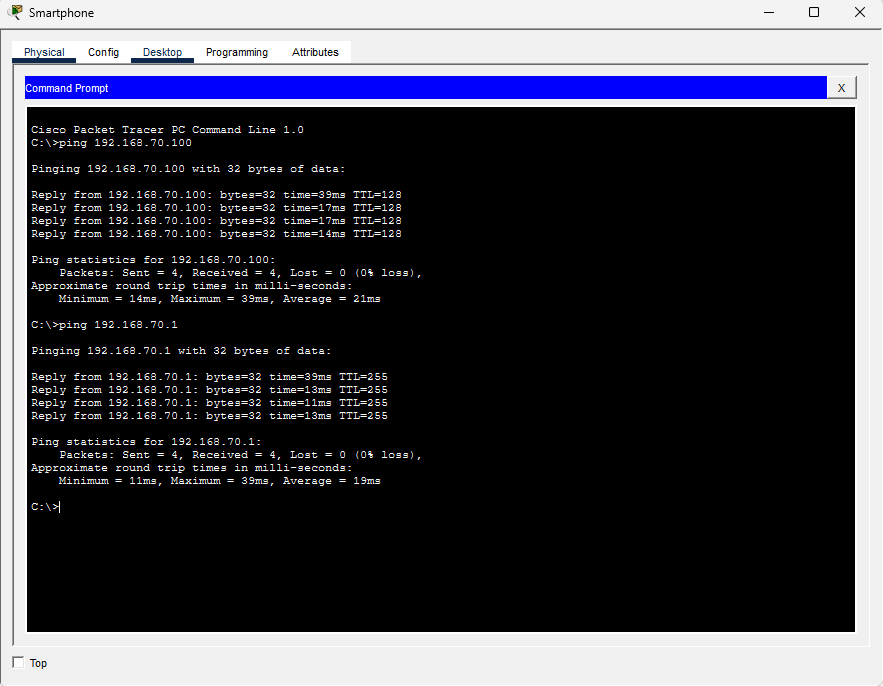 Smartphone
Physical Config Desktop Programming Attributes
Command Prompt X
Cisco Packet Tracer PC Command Line 1.0
C:\>ping 192.168.70.100
Pinging 192.168.70.100 with 32 bytes of data:
Reply from 192.168.70.100: bytes=32 time=39ms TTL=128
Reply from 192.168.70.100: bytes=32 time=17ms TTL=128
Reply from 192.168.70.100: bytes=32 time=17ms TTL=128
Reply from 192.168.70.100: bytes=32 time=14ms TTL=128
Ping statistics for 192.168.70.100:
    Packets: Sent = 4, Received = 4, Lost = 0 (0% loss),
Approximate round trip times in milli-seconds:
    Minimum = 14ms, Maximum = 39ms, Average = 21ms
C:\>ping 192.168.70.1
Pinging 192.168.70.1 with 32 bytes of data:
Reply from 192.168.70.1: bytes=32 time=39ms TTL=255
Reply from 192.168.70.1: bytes=32 time=13ms TTL=255
Reply from 192.168.70.1: bytes=32 time=11ms TTL=255
Reply from 192.168.70.1: bytes=32 time=13ms TTL=255
Ping statistics for 192.168.70.1:
    Packets: Sent = 4, Received = 4, Lost = 0 (0% loss),
Approximate round trip times in milli-seconds:
    Minimum = 11ms, Maximum = 39ms, Average = 19ms
C:\>
Top